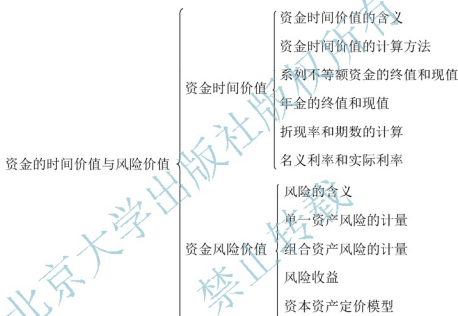 资金的时间价值与风险价值
资金时间价值
资金时间价值的含义
资金时间价值的计算方法
系列不等额资金的终值和现值
年金的终值和现值
折现率和期数的计算
名义利率和实际利率
资金风险价值
风险的含义
单一资产风险的计量
组合资产风险的计量
风险收益
资本资产定价模型
北京大学出版社版权所有
禁止转载